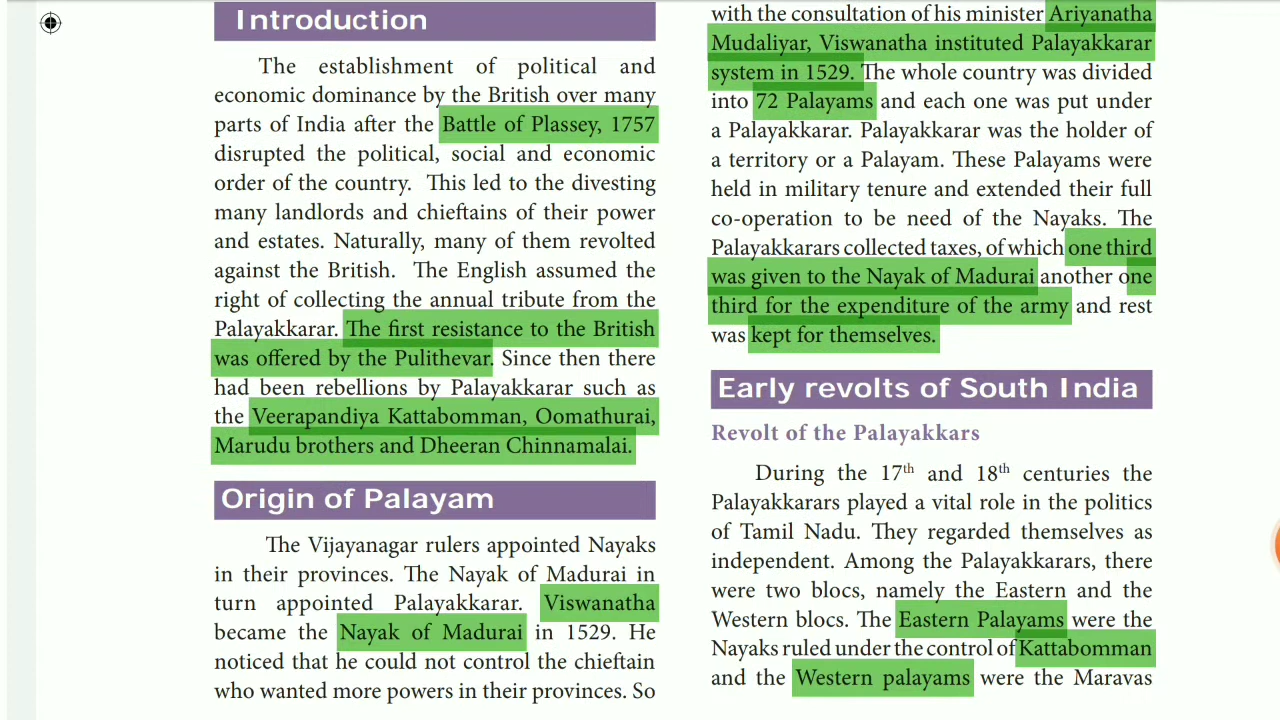 Introduction
The establishment of political and
economic dominance by the British over many
parts of India after the Battle of Plassey, 1757
disrupted the political, social and economic
order of the country. This led to the divesting
many landlords and chieftains of their power
and estates. Naturally, many of them revolted
against the British. The English assumed the
right of collecting the annual tribute from the
Palayakkarar. The first resistance to the British
was offered by the Pulithevar. Since then there
had been rebellions by Palayakkarar such as
the Veerapandiya Kattabomman, Oomathurai,
Marudu brothers and Dheeran Chinnamalai.
Origin of Palayam
The Vijayanagar rulers appointed Nayaks
in their provinces. The Nayak of Madurai in
turn appointed Palayakkarar. Viswanatha
became the Nayak of Madurai in 1529. He
noticed that he could not control the chieftain
who wanted more powers in their provinces. So
with the consultation of his minister Ariyanatha
Mudaliyar, Viswanatha instituted Palayakkarar
system in 1529. The whole country was divided
into 72 Palayams and each one was put under
a Palayakkarar. Palayakkarar was the holder of
a territory or a Palayam. These Palayams were
held in military tenure and extended their full
co-operation to be need of the Nayaks. The
Palayakkarars collected taxes, of which one third
was given to the Nayak of Madurai another one
third for the expenditure of the army and rest
was kept for themselves.
Early revolts of South India
Revolt of the Palayakkars
During the 17th and 18th centuries the
Palayakkarars played a vital role in the politics
of Tamil Nadu. They regarded themselves as
independent. Among the Palayakkarars, there
were two blocs, namely the Eastern and the
Western blocs. The Eastern Palayams were the
Nayaks ruled under the control of Kattabomman
and the Western palayams were the Maravas